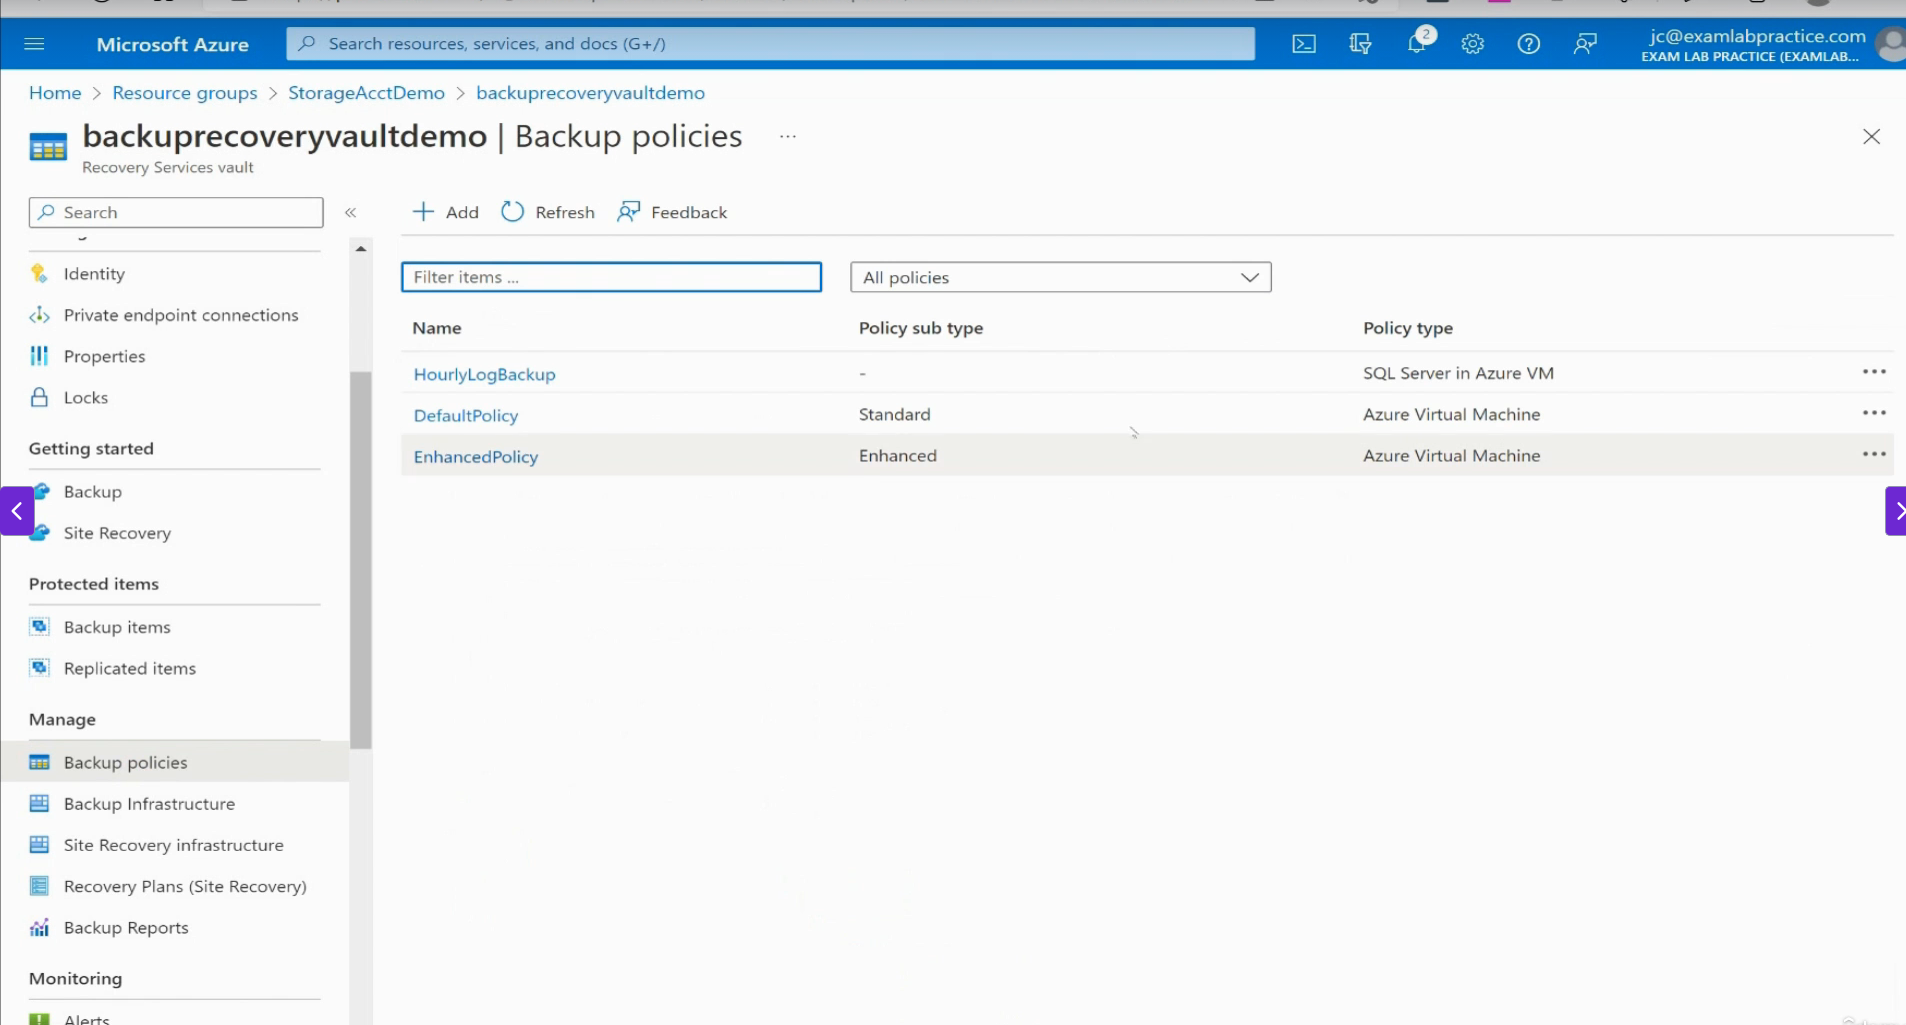 Microsoft Azure
Search resources, services, and docs (G+/)
2
jc@examlabpractice.com
EXAM LAB PRACTICE (EXAMLAB...
Home > Resource groups > StorageAcctDemo > backuprecoveryvaultdemo
backuprecoveryvaultdemo | Backup policies ...
Recovery Services vault
Search «
Add Refresh Feedback
Identity
Private endpoint connections
Properties
Locks
Getting started
Backup
Site Recovery
Protected items
Backup items
Replicated items
Manage
Backup policies
Backup Infrastructure
Site Recovery infrastructure
Recovery Plans (Site Recovery)
Backup Reports
Monitoring
Alerts
Filter items ... All policies
Name Policy sub type Policy type
HourlyLogBackup - SQL Server in Azure VM ...
DefaultPolicy Standard Azure Virtual Machine ...
EnhancedPolicy Enhanced Azure Virtual Machine ...